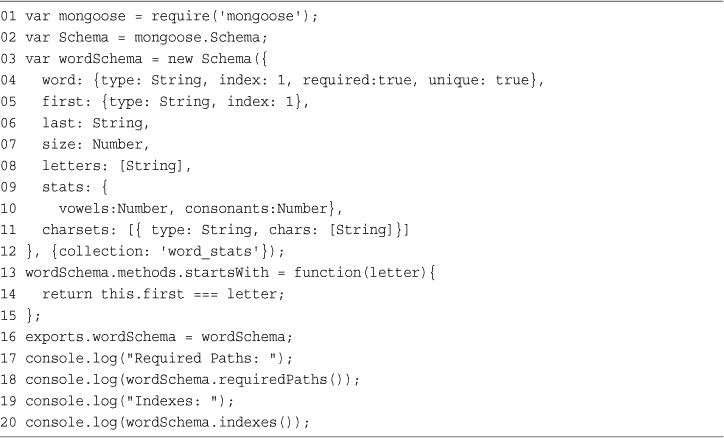 01 var mongoose = require('mongoose');
02 var Schema = mongoose.Schema;
03 var wordSchema = new Schema({
04   word: {type: String, index: 1, required:true, unique: true},
05   first: {type: String, index: 1},
06   last: String,
07   size: Number,
08   letters: [String],
09   stats: {
10     vowels:Number, consonants:Number},
11   charsets: [{ type: String, chars: [String]}]
12 }, {collection: 'word_stats'});
13 wordSchema.methods.startsWith = function(letter){
14   return this.first === letter;
15 };
16 exports.wordSchema = wordSchema;
17 console.log("Required Paths: ");
18 console.log(wordSchema.requiredPaths());
19 console.log("Indexes: ");
20 console.log(wordSchema.indexes());